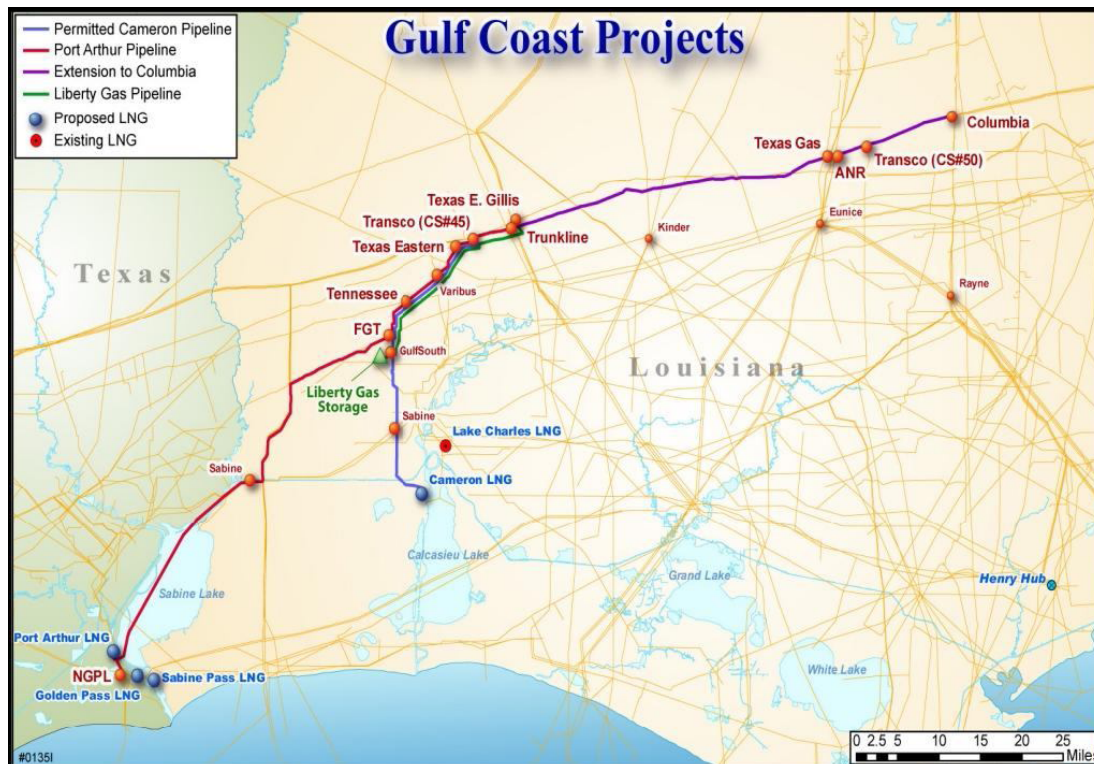 Gulf Coast Projects
Permitted Cameron Pipeline
Port Arthur Pipeline
Extension to Columbia
Liberty Gas Pipeline
Proposed LNG
Existing LNG
Columbia
Texas Gas
Transco (CS#50)
ANR
Texas E. Gillis
Transco (CS#45)
Trunkline
Eunice
Kinder
Texas Eastern
Texas
Varibus
Rayne
Tennessee
FGT
GulfSouth
Louisiana
Liberty Gas
Storage
Sabine
Lake Charles LNG
Sabine
Cameron LNG
Calcasieu Lake
Grand Lake
Henry Hub
Sabine Lake
Port Arthur LNG
NGPL
Sabine Pass LNG
Golden Pass LNG
White Lake
0 2.5 5 10 15 20 25
Miles
#0135I